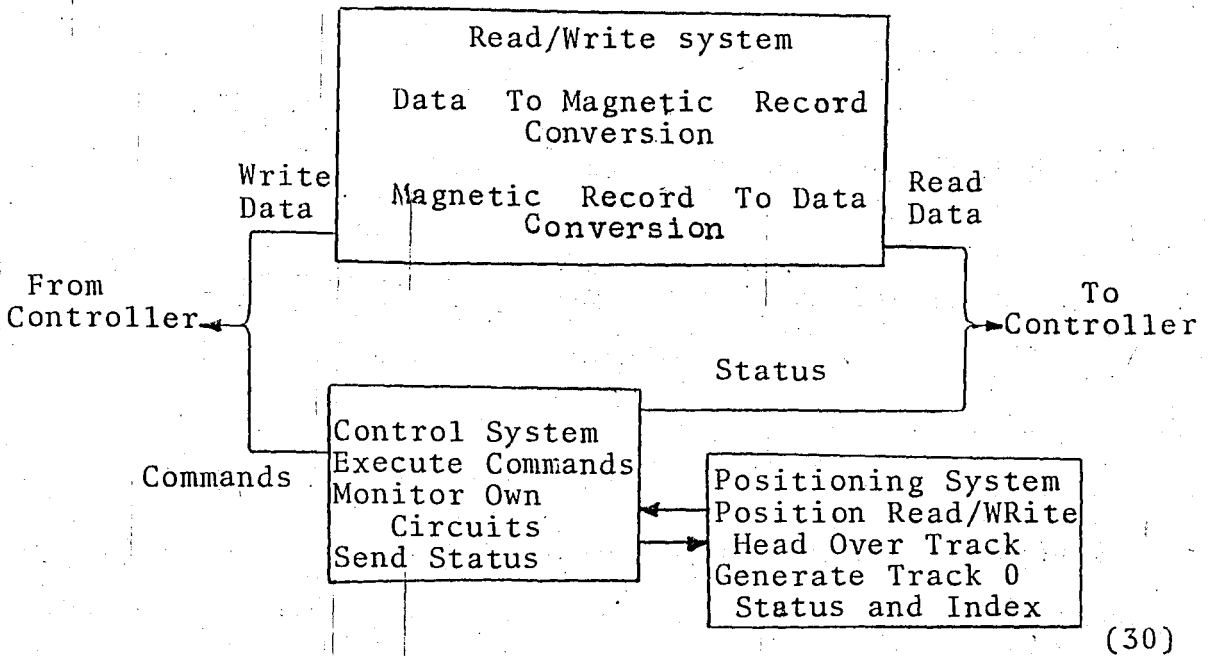 Read/Write system
Data To Magnetic Record
Conversion
Magnetic Record To Data
Conversion
Write
Data
Read
Data
From
Controller
To
Controller
Status
Commands
Control System
Execute Commands
Monitor Own
Circuits
Send Status
Positioning System
Position Read/WRite
Head Over Track
Generate Track 0
Status and Index
(30)